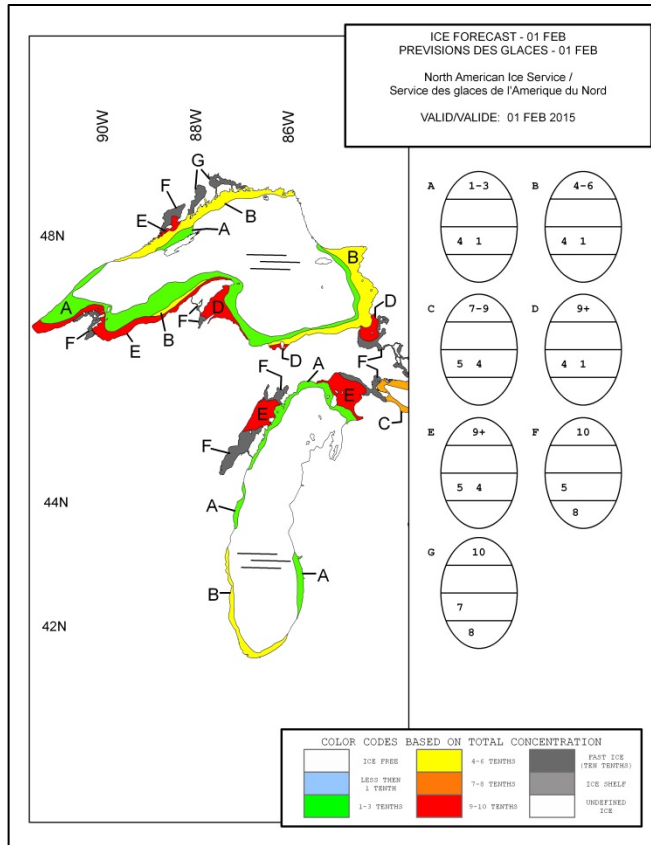 ICE FORECAST - 01 FEB
PREVISIONS DES GLACES - 01 FEB
North American Ice Service /
Service des glaces de l'Amerique du Nord
VALID/VALIDE: 01 FEB 2015
90W
88W
86W
G
F
E
B
A
48N
B
A
D
F
D
F
B
E
F
D
F
A
E
E
F
C
A
44N
B
A
42N
A
1-3
4 1
B
4-6
4 1
C
7-9
5 4
D
9+
4 1
E
9+
5 4
F
10
5
8
G
10
7
8
COLOR CODES BASED ON TOTAL CONCENTRATION
ICE FREE
4-6 TENTHS
FAST ICE
(TEN TENTHS)
LESS THEN
1 TENTH
7-8 TENTHS
ICE SHELF
1-3 TENTHS
9-10 TENTHS
UNDEFINED
ICE